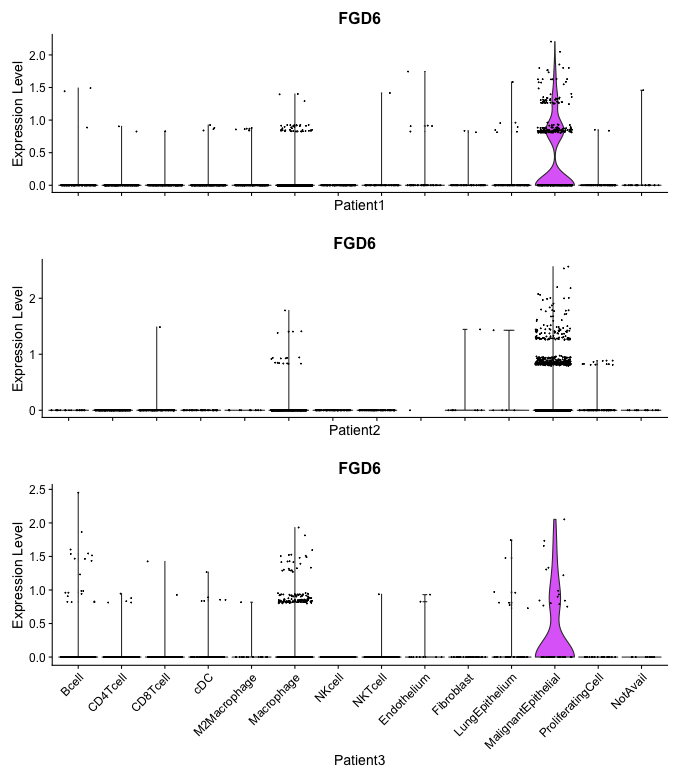 FGD6
Expression Level
2.0
1.5
1.0
0.5
0.0
Patient1
FGD6
Expression Level
2
1
0
Patient2
FGD6
Expression Level
2.5
2.0
1.5
1.0
0.5
0.0
Bcell
CD4Tcell
CD8Tcell
cDC
M2Macrophage
Macrophage
NKcell
NKTcell
Endothelium
Fibroblast
LungEpithelium
MalignantEpithelial
ProliferatingCell
NotAvail
Patient3